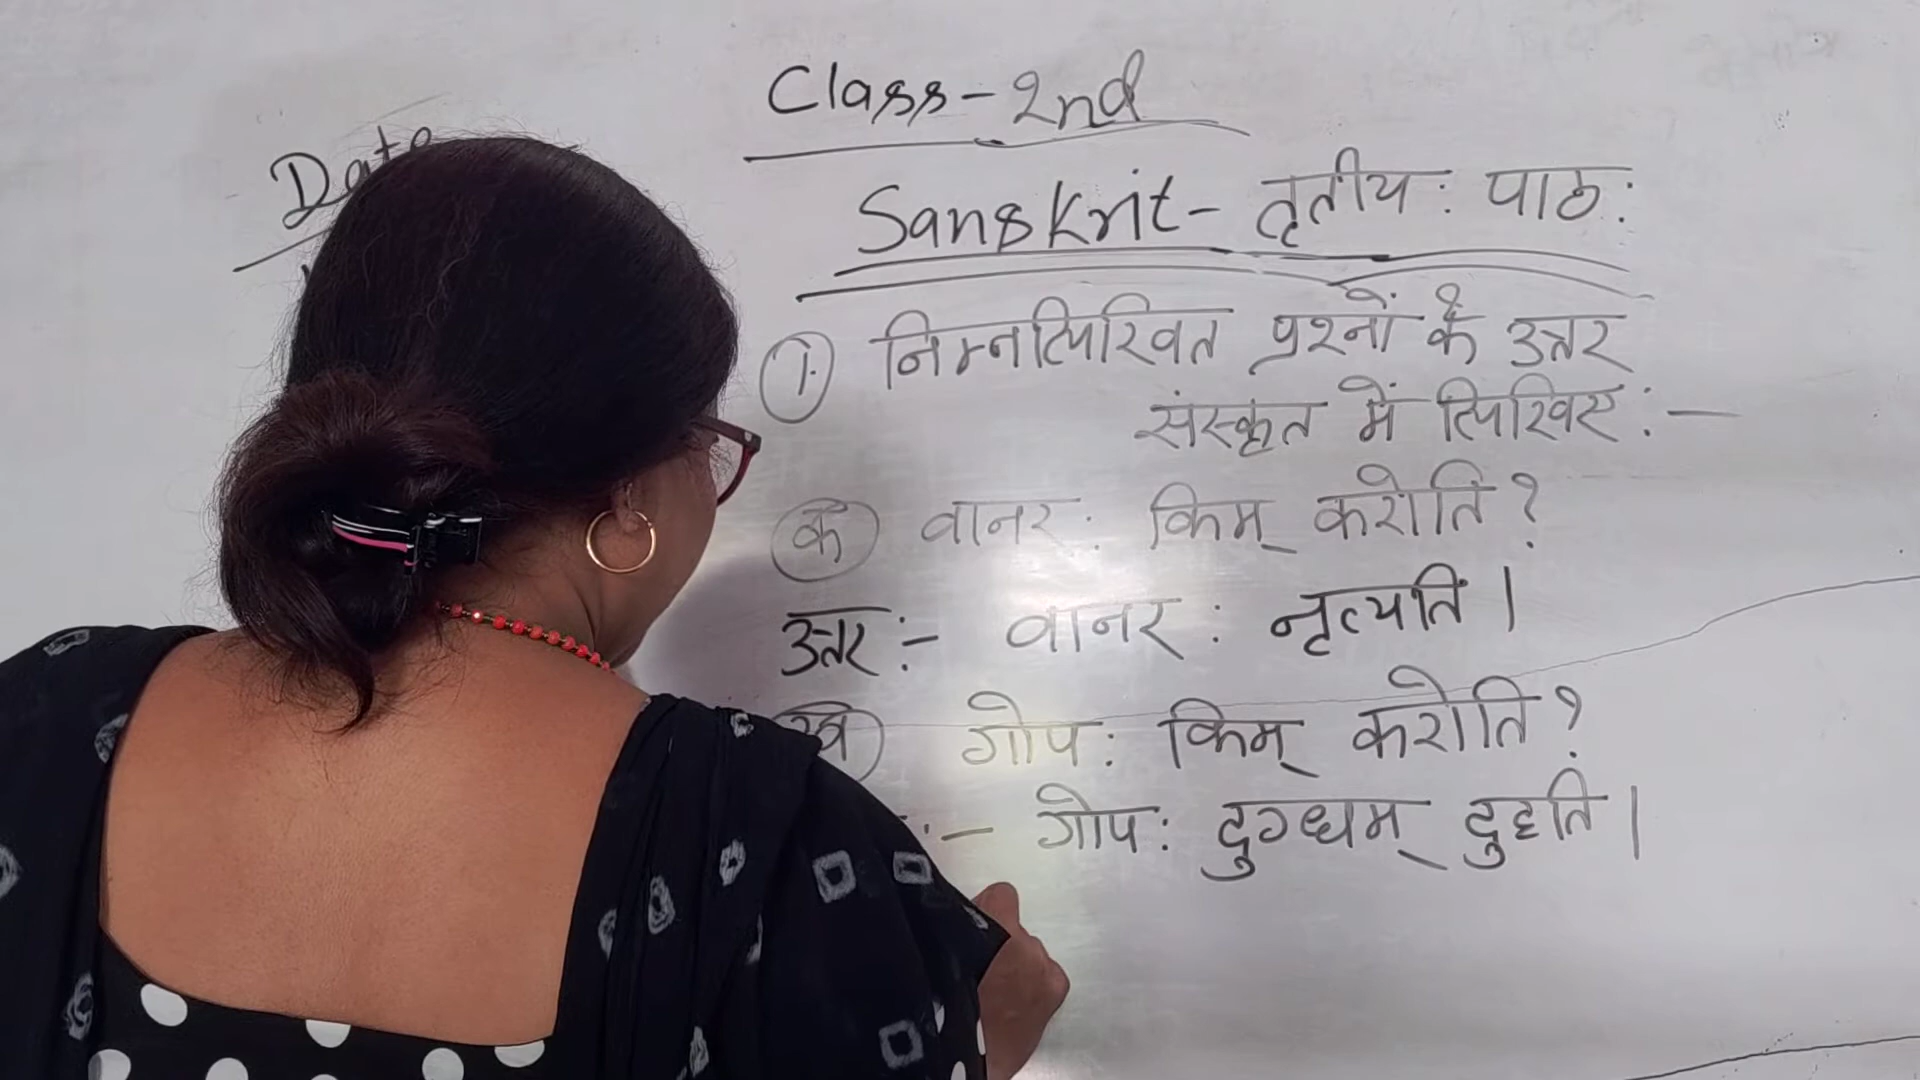 Class - 2nd
Date
Sanskrit - तृतीय: पाठ:
1. निम्नलिखित प्रश्नों के उत्तर
संस्कृत में लिखिए :-
क वानर: किम् करोति ?
उत्तर :- वानर: नृत्यति ।
ख गोप: किम् करोति ?
:- गोप: दुग्धम् दुहति ।